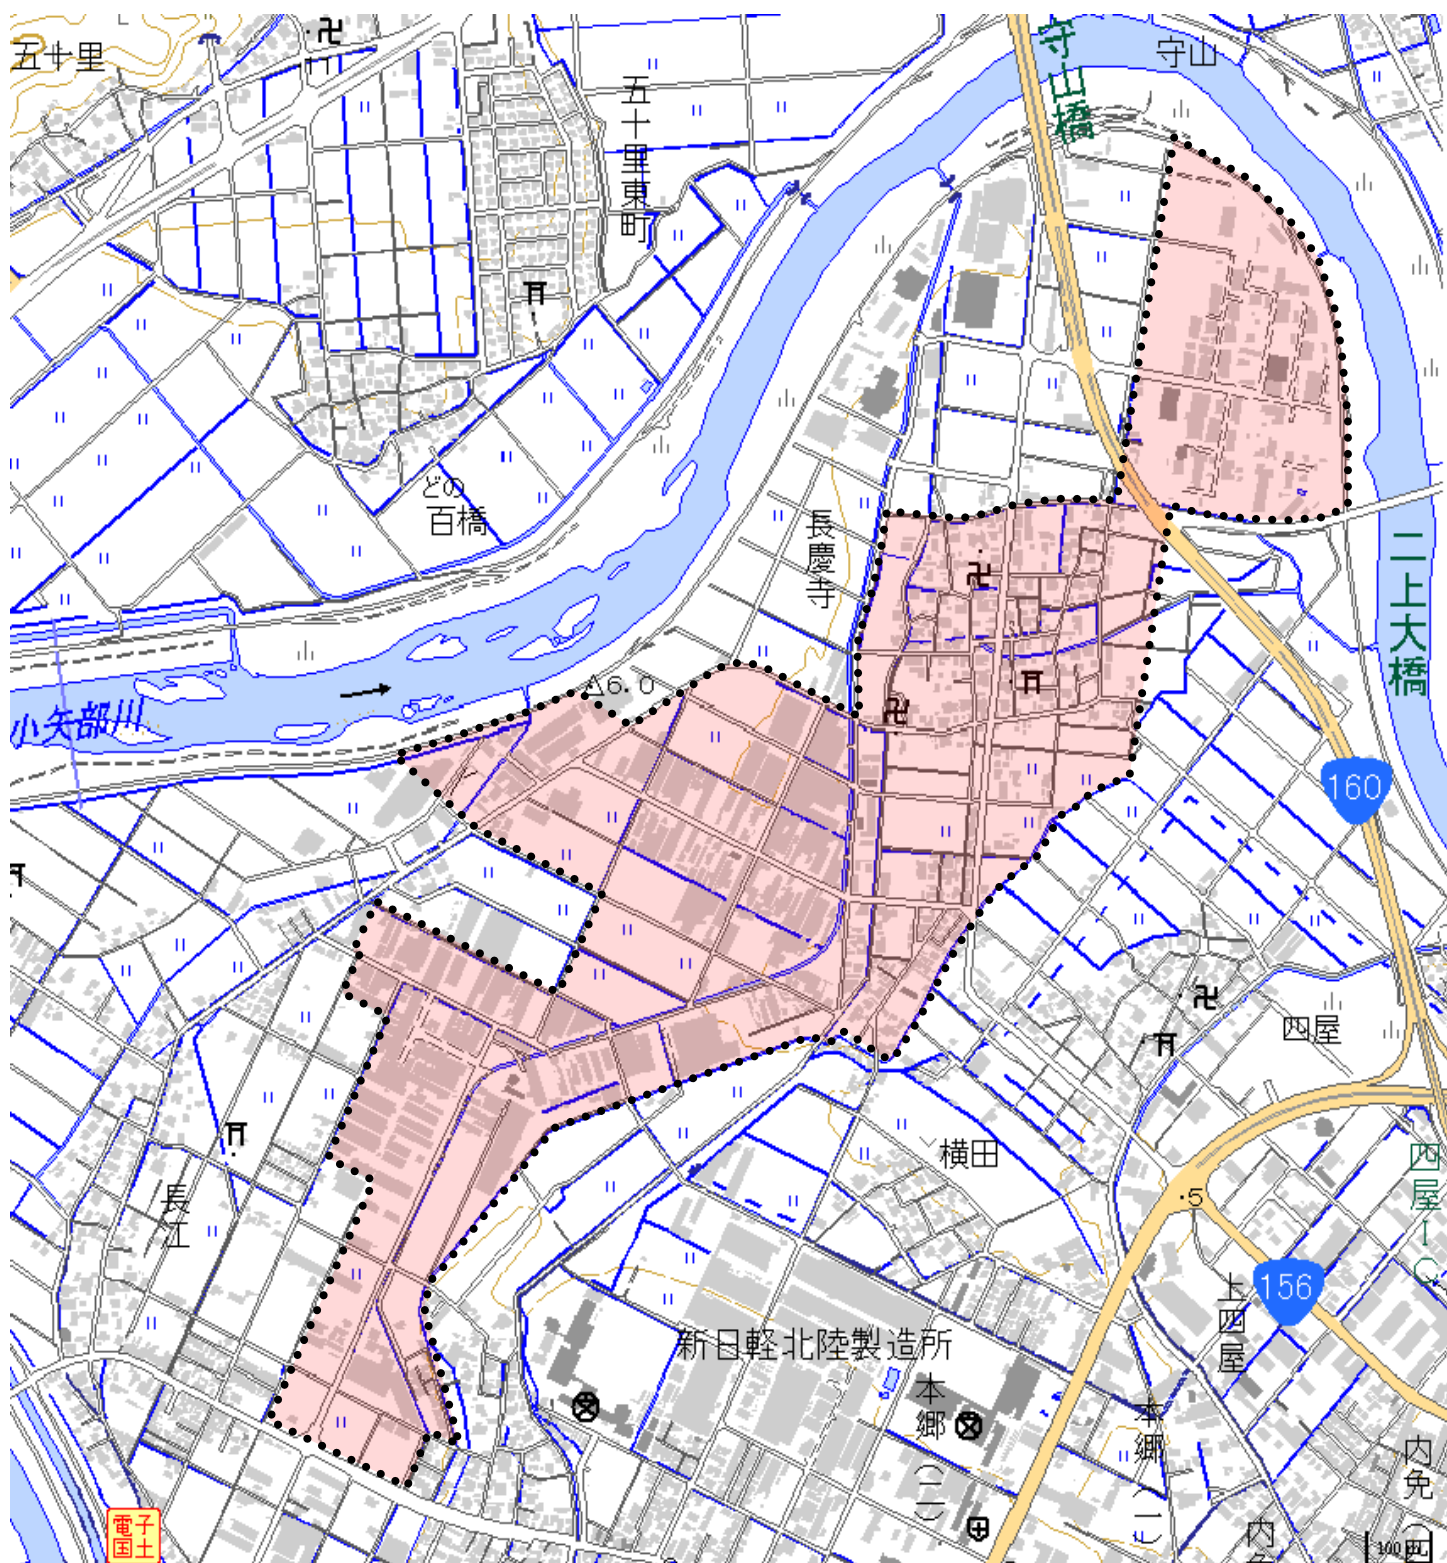 五十里
守山橋
守山
五十里東町
どの
百橋
長慶寺
二上大橋
△6.0
小矢部川
160
四屋
横田
長江
四屋IC
・5
156
上四屋
新日軽北陸製造所
本郷(二)
本郷(一)
内免
電子
国土
100m